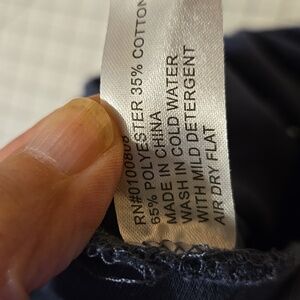 65% POLYESTER 35% COTTON
MADE IN CHINA
WASH IN COLD WATER
WITH MILD DETERGENT
AIR DRY FLAT